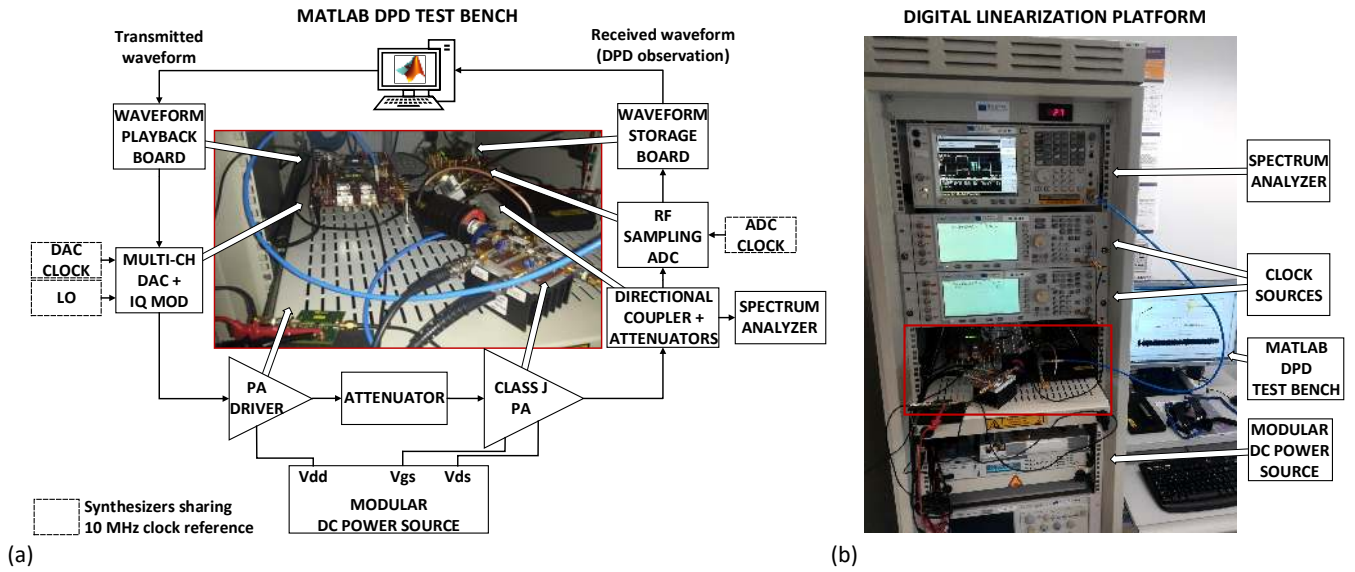 MATLAB DPD TEST BENCH
Transmitted
waveform
Received waveform
(DPD observation)
WAVEFORM
PLAYBACK
BOARD
WAVEFORM
STORAGE
BOARD
DAC
CLOCK
LO
MULTI-CH
DAC +
IQ MOD
RF
SAMPLING
ADC
ADC
CLOCK
DIRECTIONAL
COUPLER +
ATTENUATORS
SPECTRUM
ANALYZER
PA
DRIVER
ATTENUATOR
CLASS J
PA
Vdd
Vgs
Vds
MODULAR
DC POWER SOURCE
Synthesizers sharing
10 MHz clock reference
(a)
DIGITAL LINEARIZATION PLATFORM
SPECTRUM
ANALYZER
CLOCK
SOURCES
MATLAB
DPD
TEST BENCH
MODULAR
DC POWER
SOURCE
(b)